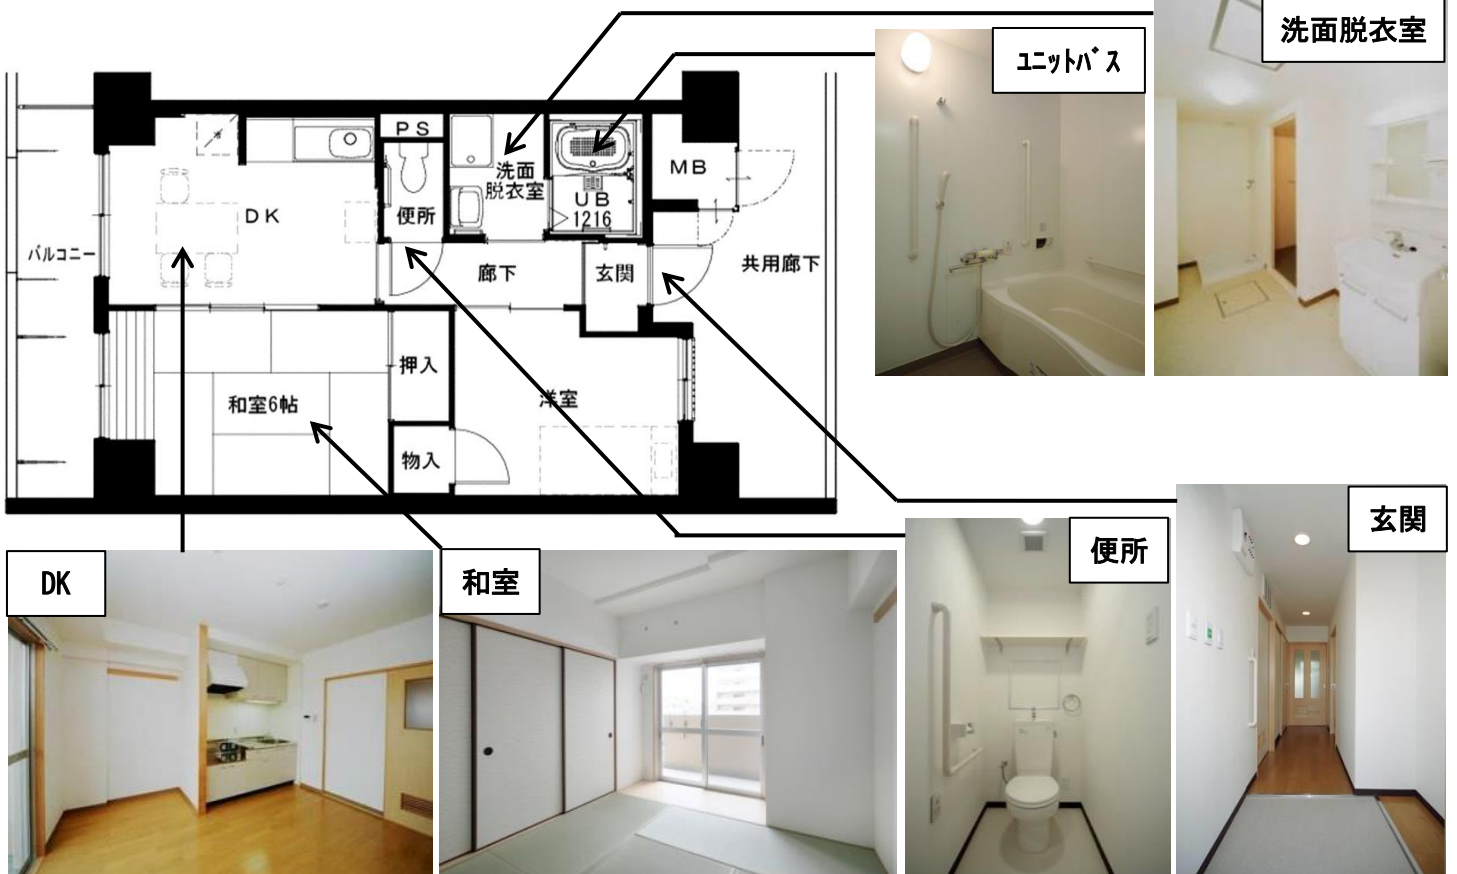 洗面脱衣室
ユニットバス
PS
洗面
脱衣室
UB
1216
MB
冷
DK
便所
バルコニー
廊下
玄関
共用廊下
押入
和室6帖
洋室
物入
DK
和室
便所
玄関